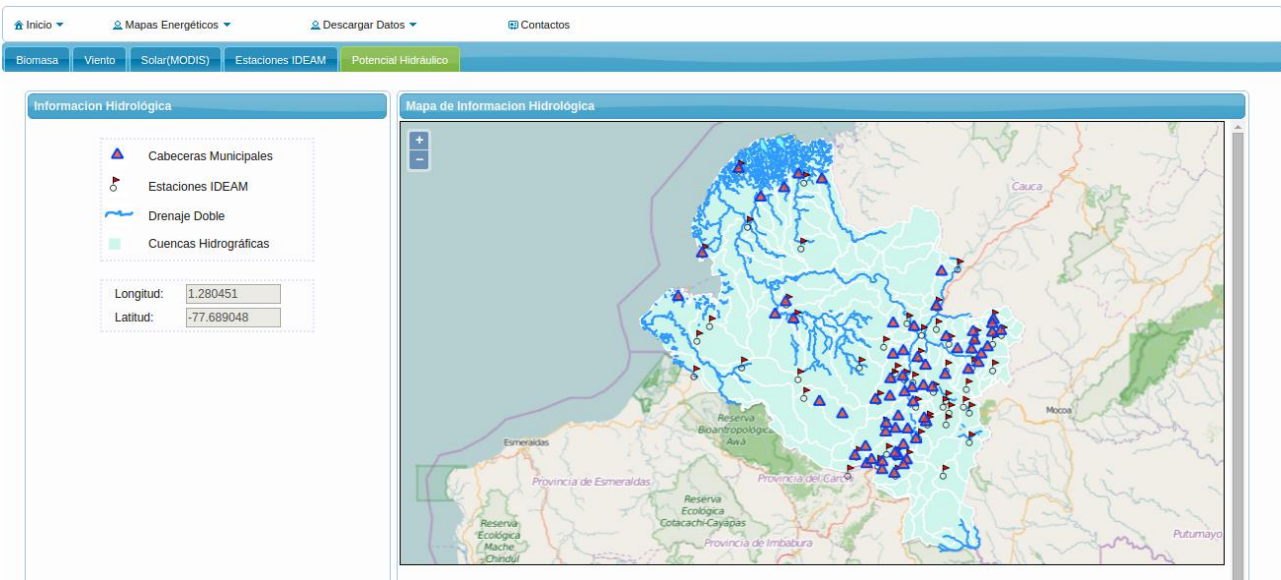 Inicio
Mapas Energéticos
Descargar Datos
Contactos
Biomasa
Viento
Solar(MODIS)
Estaciones IDEAM
Potencial Hidráulico
Informacion Hidrológica
Cabeceras Municipales
Estaciones IDEAM
Drenaje Doble
Cuencas Hidrográficas
Longitud: 1.280451
Latitud: -77.689048
Mapa de Informacion Hidrológica
+
−
Cauca
Mocoa
Reserva
Bioantropológica
Awá
Esmeraldas
Provincia de Esmeraldas
Provincia del Carchi
Reserva
Ecológica
Cotacachi-Cayapas
Reserva
Ecológica
Mache
Chindul
Provincia de Imbabura
Putumayo